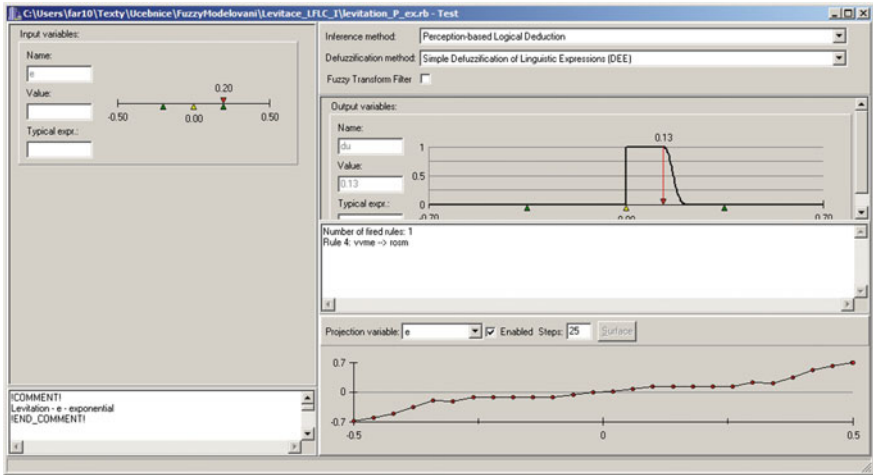 C:\Users\far10\Texty\Ucebnice\FuzzyModelovani\Levitace_LFLC_I\levitation_P_ex.rb - Test
Input variables:
Name:
e
Value:
Typical expr.:
0.20
-0.50
0.00
0.50
Inference method: Perception-based Logical Deduction
Defuzzification method: Simple Defuzzification of Linguistic Expressions (DEE)
Fuzzy Transform Filter
Output variables:
Name:
du
Value:
0.13
Typical expr.:
0.13
1
0.5
0
-0.70
0.00
0.70
Number of fired rules: 1
Rule 4: vvme --> rosm
Projection variable: e Enabled Steps: 25 Surface
0.7
0
-0.7
-0.5
0
0.5
!COMMENT!
Levitation - e - exponential
!END_COMMENT!